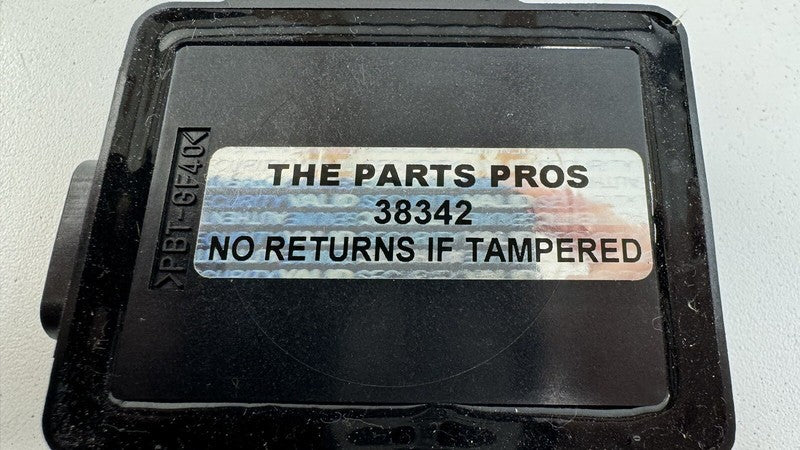 THE PARTS PROS
38342
NO RETURNS IF TAMPERED
>PBT-GF40<